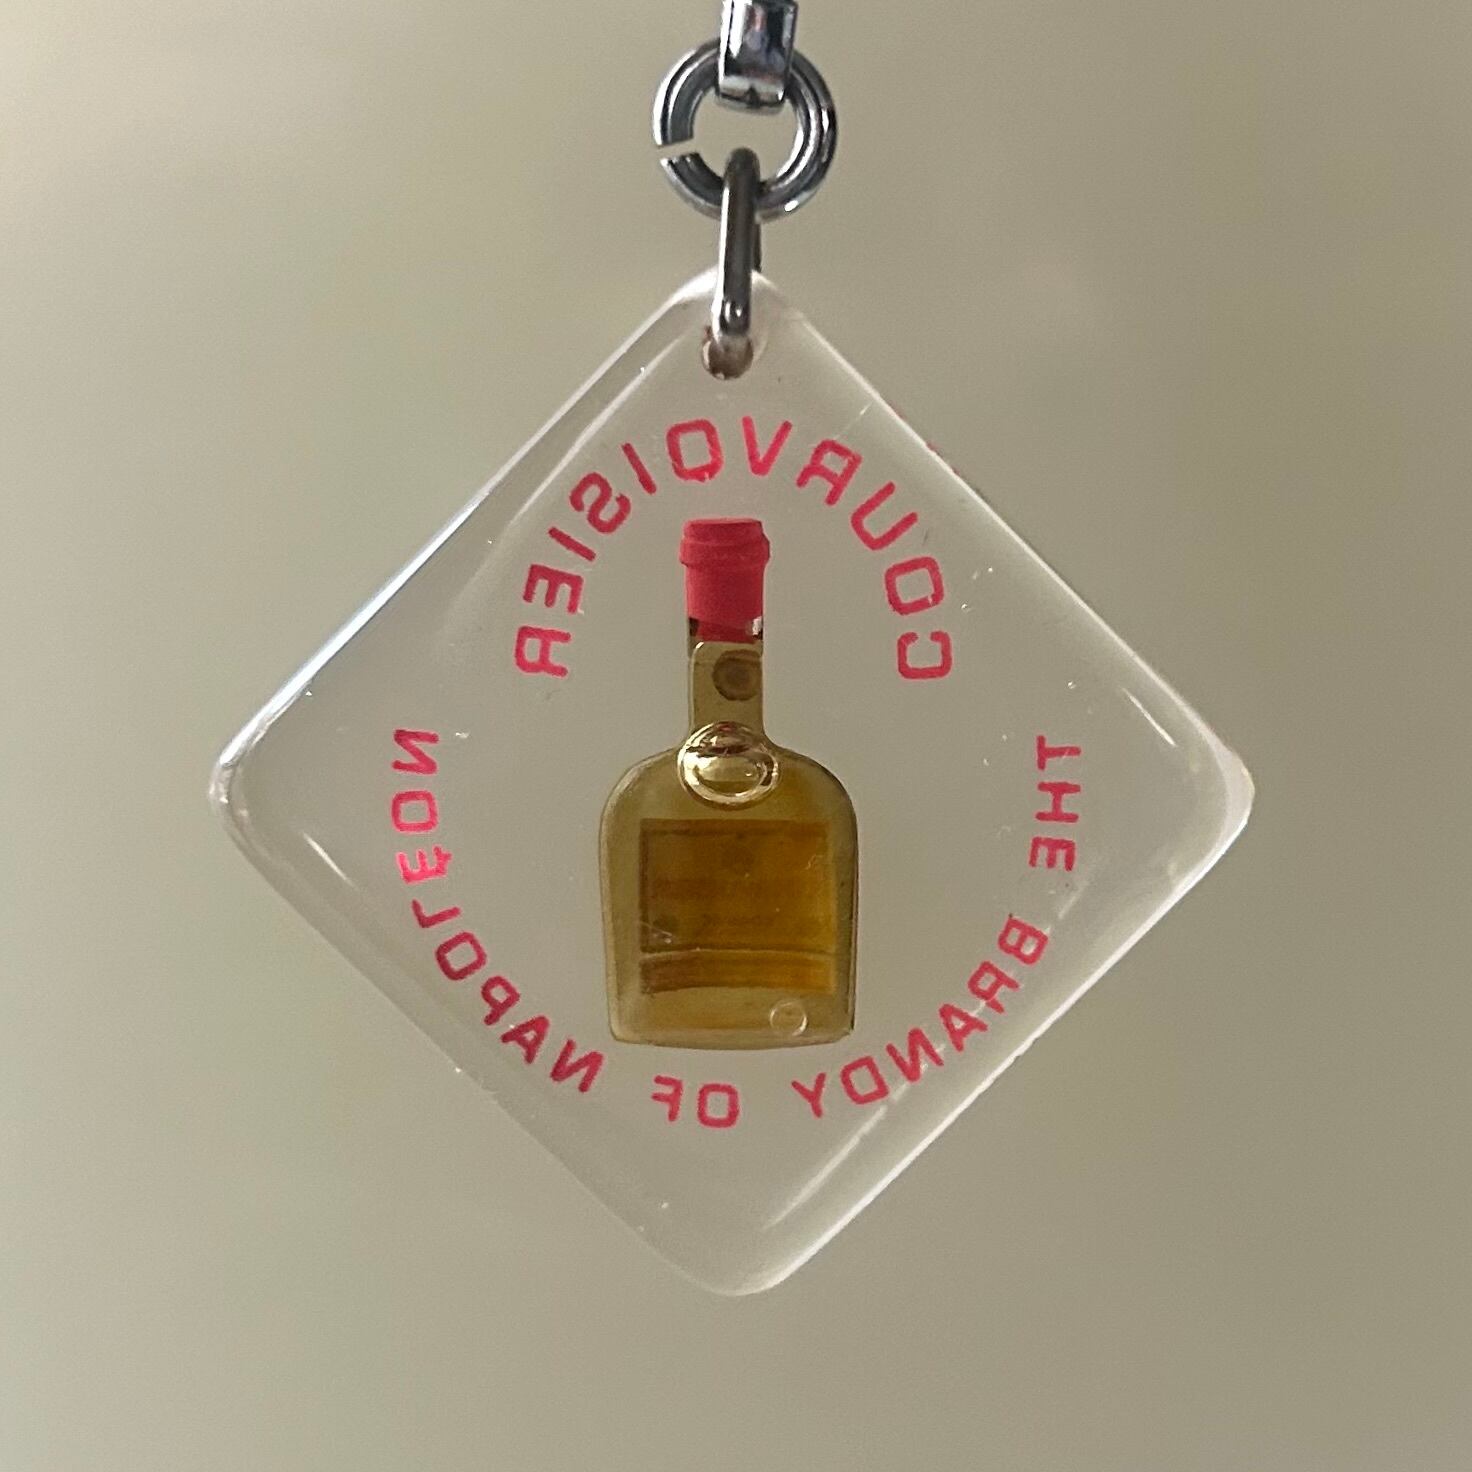 COURVOISIER
THE BRANDY OF NAPOLEON